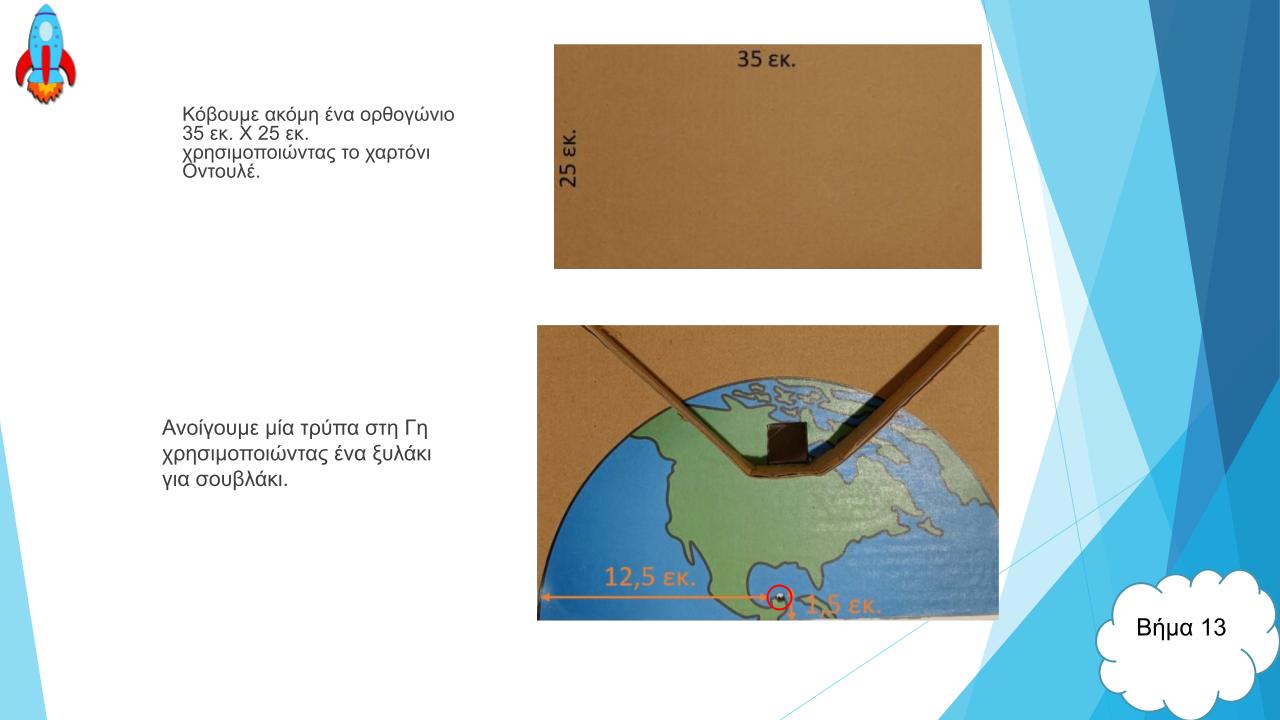 Κόβουμε ακόμη ένα ορθογώνιο
35 εκ. Χ 25 εκ.
χρησιμοποιώντας το χαρτόνι
Οντουλέ.
35 εκ.
25 εκ.
Ανοίγουμε μία τρύπα στη Γη
χρησιμοποιώντας ένα ξυλάκι
για σουβλάκι.
12,5 εκ.
1,5 εκ.
Βήμα 13